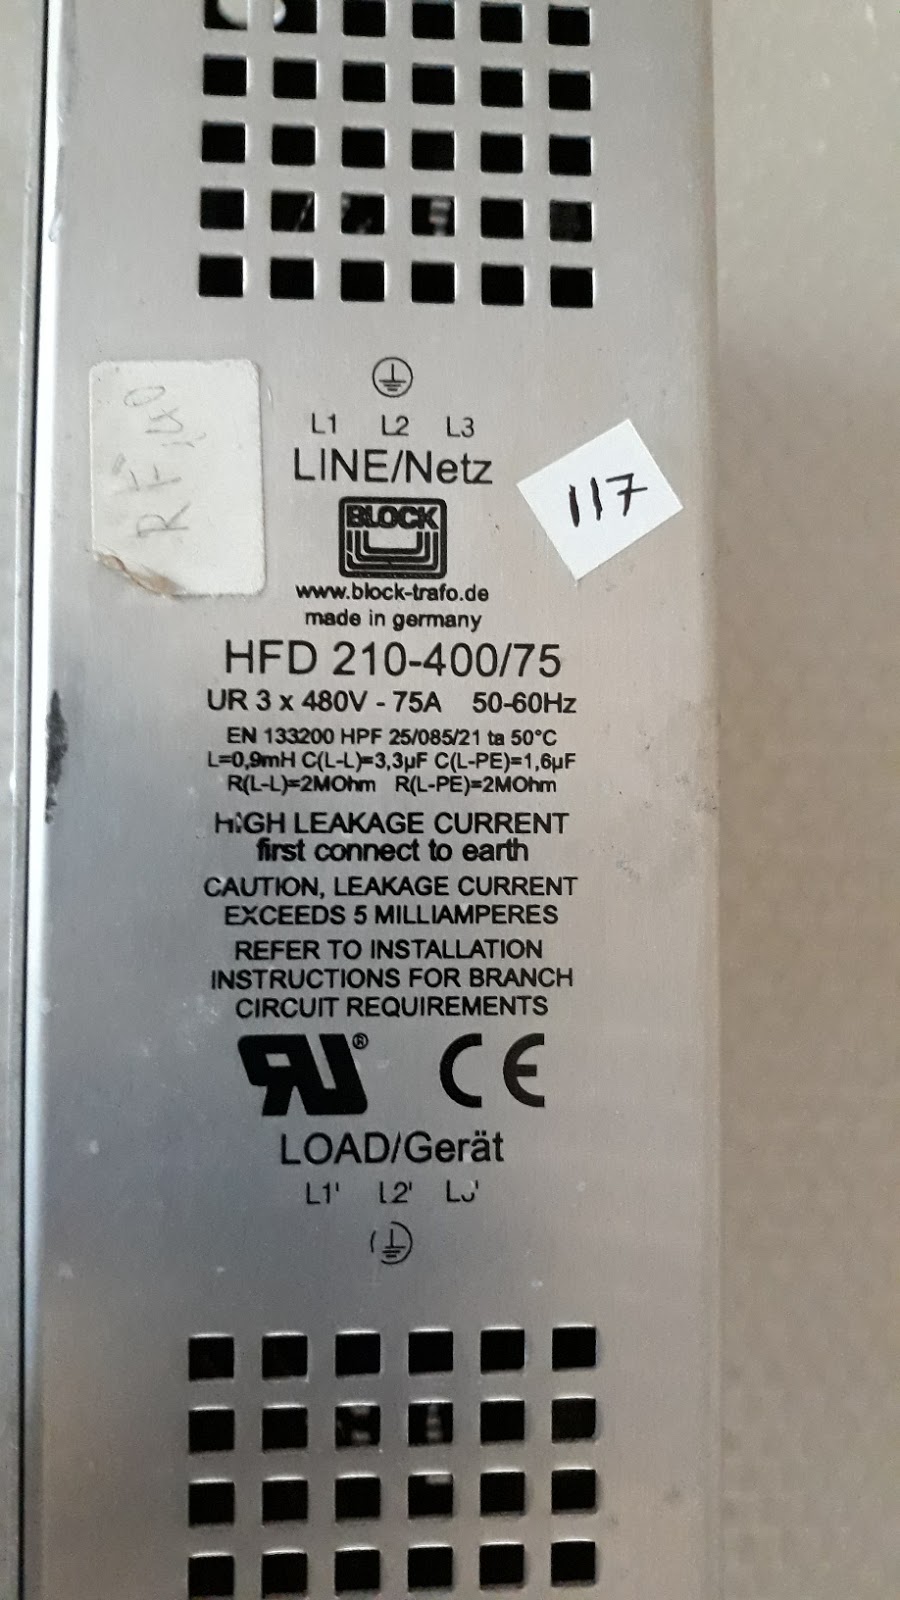 L1 L2 L3
LINE/Netz
117
BLOCK
www.block-trafo.de
made in germany
HFD 210-400/75
UR 3 x 480V - 75A 50-60Hz
EN 133200 HPF 25/085/21 ta 50°C
L=0,9mH C(L-L)=3,3µF C(L-PE)=1,6µF
R(L-L)=2MOhm R(L-PE)=2MOhm
HIGH LEAKAGE CURRENT
first connect to earth
CAUTION, LEAKAGE CURRENT
EXCEEDS 5 MILLIAMPERES
REFER TO INSTALLATION
INSTRUCTIONS FOR BRANCH
CIRCUIT REQUIREMENTS
RU® CE
LOAD/Gerät
L1' L2' L3'